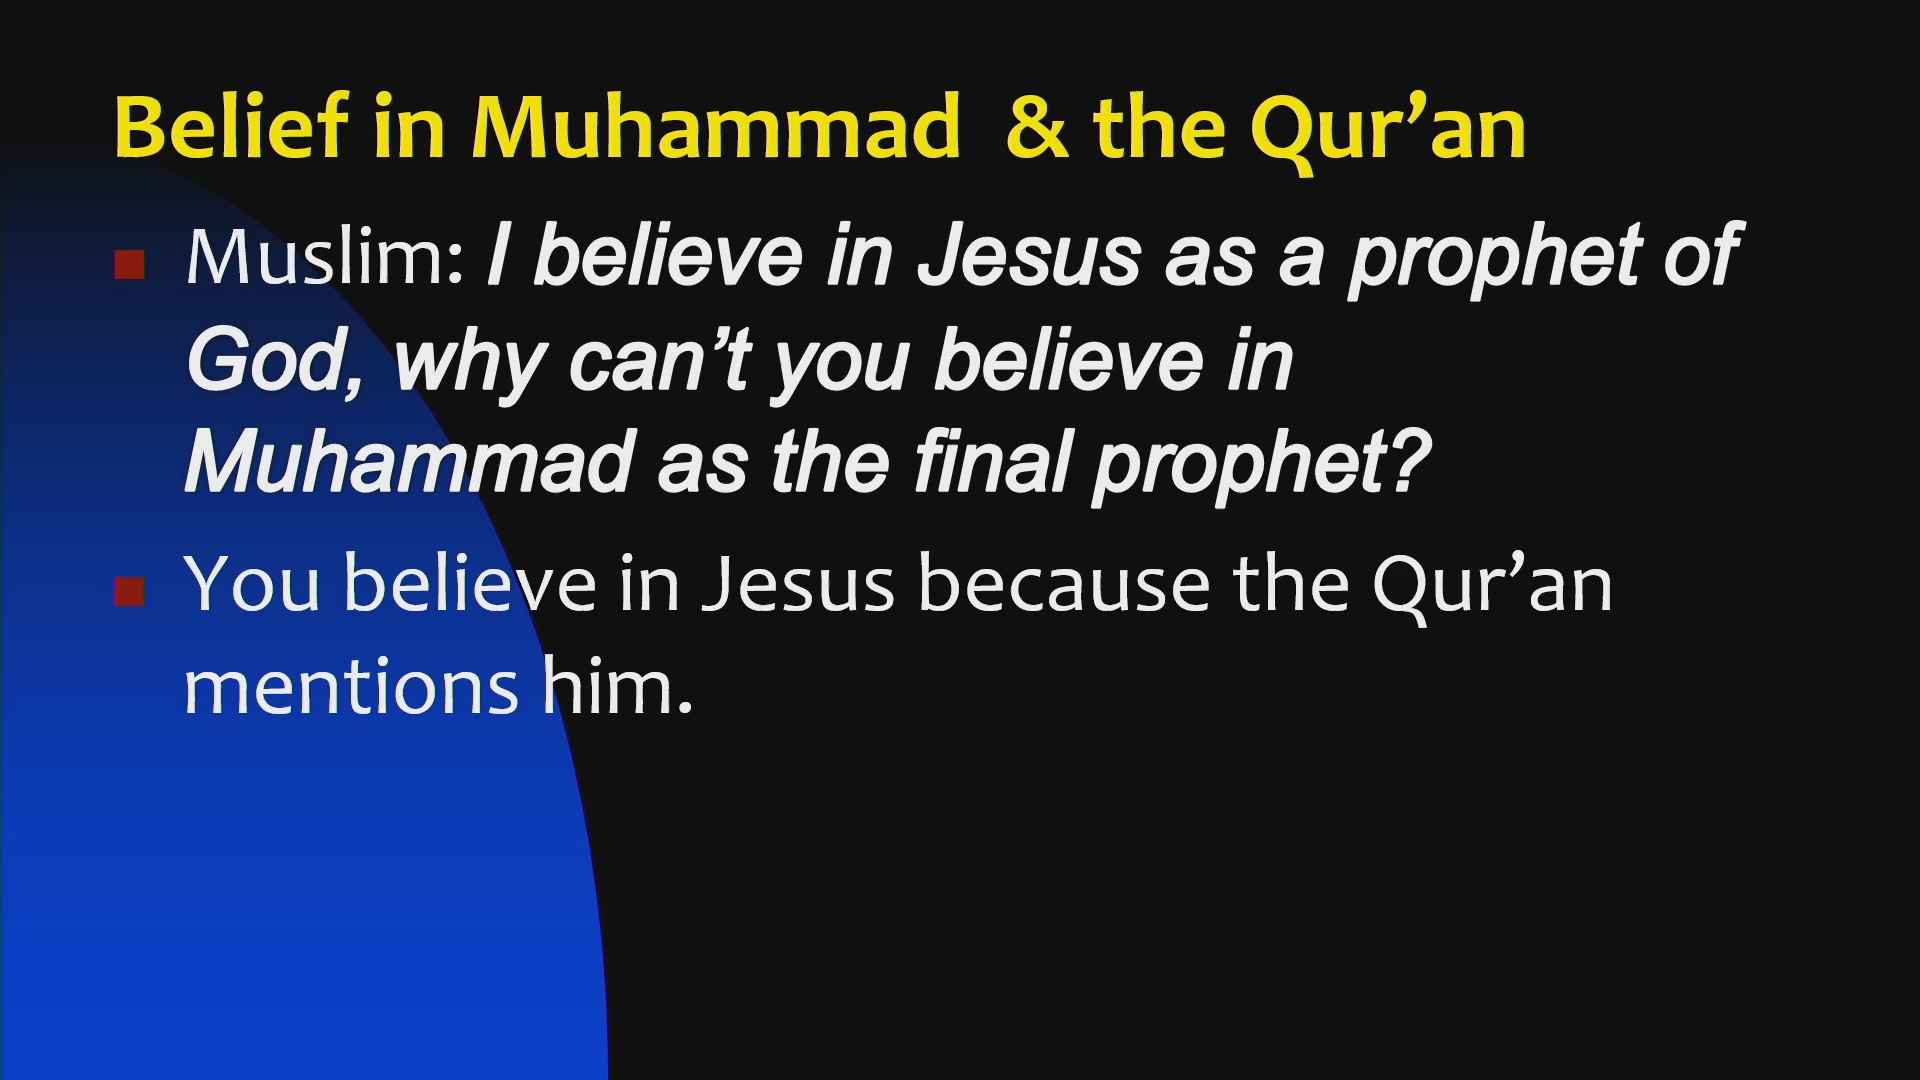 Belief in Muhammad  & the Qur’an
Muslim: I believe in Jesus as a prophet of
God, why can’t you believe in
Muhammad as the final prophet?
You believe in Jesus because the Qur’an
mentions him.